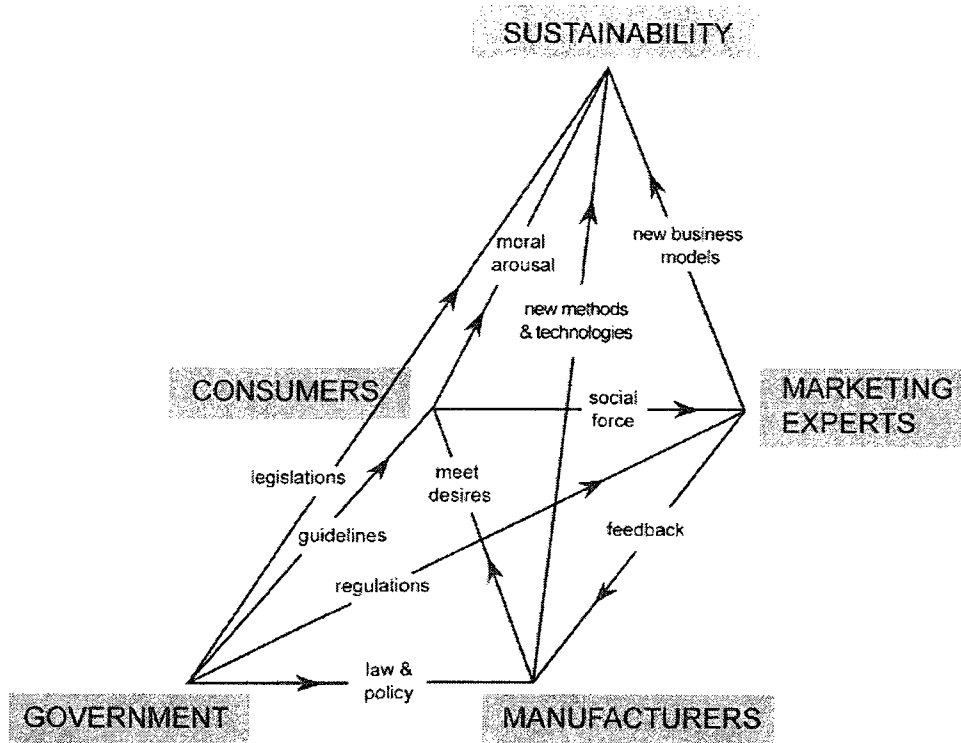 SUSTAINABILITY
moral
arousal
new business
models
new methods
& technologies
CONSUMERS
social
force
MARKETING
EXPERTS
legislations
meet
desires
guidelines
feedback
regulations
law &
policy
GOVERNMENT
MANUFACTURERS